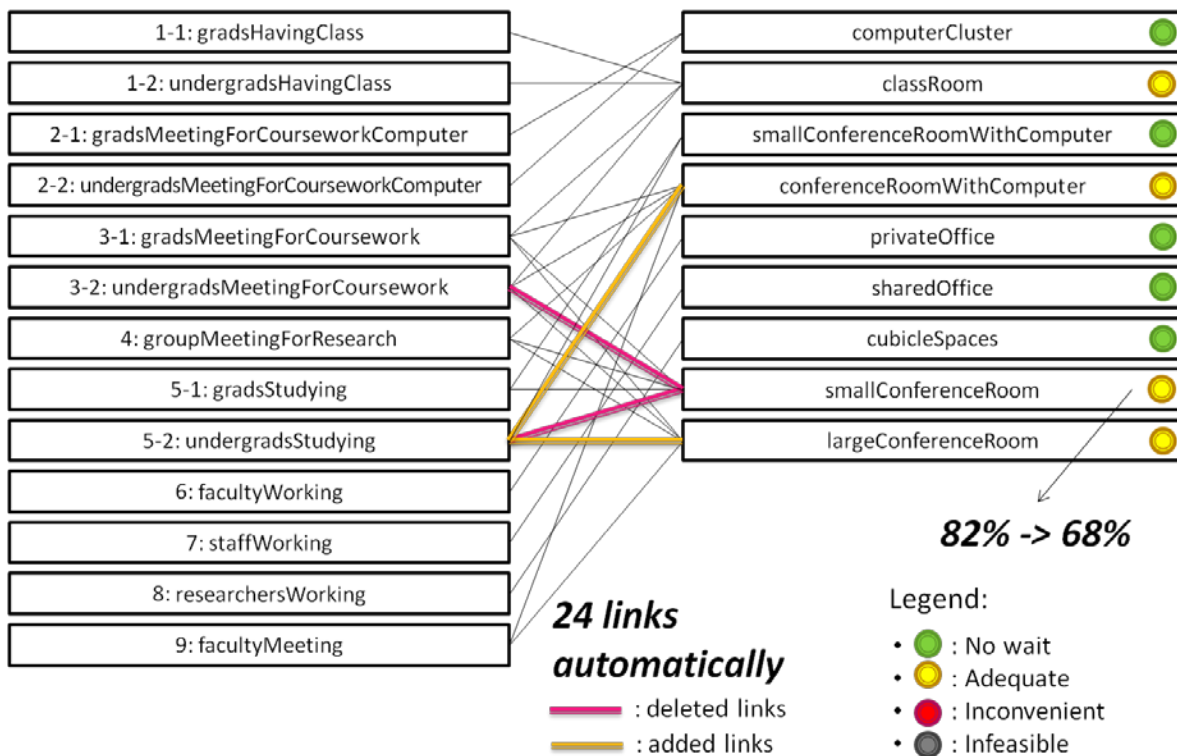 1-1: gradsHavingClass
1-2: undergradsHavingClass
2-1: gradsMeetingForCourseworkComputer
2-2: undergradsMeetingForCourseworkComputer
3-1: gradsMeetingForCoursework
3-2: undergradsMeetingForCoursework
4: groupMeetingForResearch
5-1: gradsStudying
5-2: undergradsStudying
6: facultyWorking
7: staffWorking
8: researchersWorking
9: facultyMeeting
computerCluster
classRoom
smallConferenceRoomWithComputer
conferenceRoomWithComputer
privateOffice
sharedOffice
cubicleSpaces
smallConferenceRoom
largeConferenceRoom
82% -> 68%
24 links
automatically
: deleted links
: added links
Legend:
• : No wait
• : Adequate
• : Inconvenient
• : Infeasible